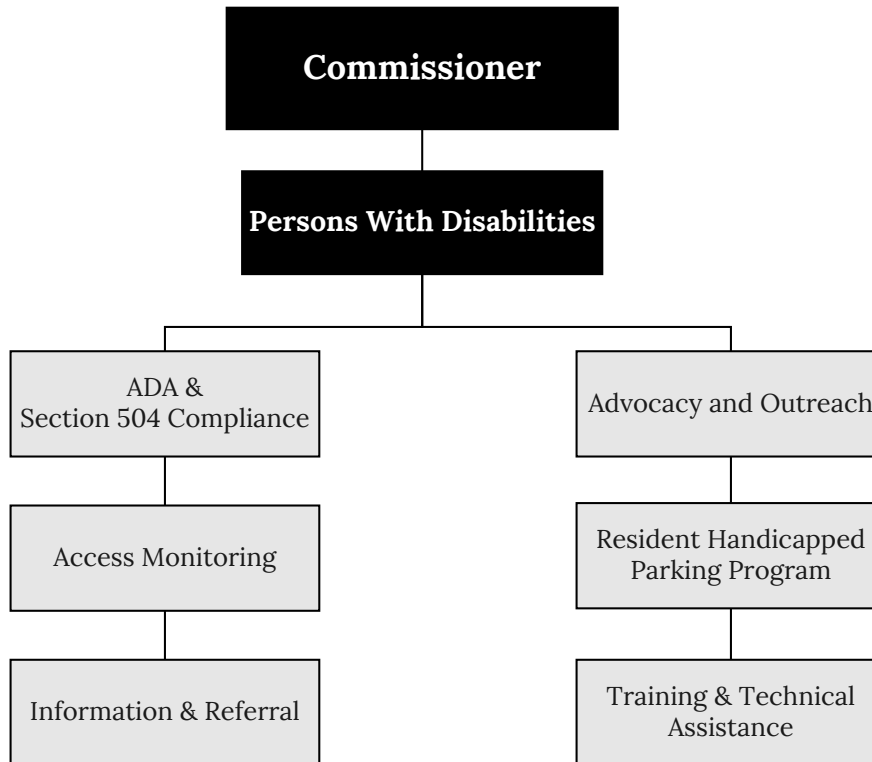 Commissioner
Persons With Disabilities
ADA &
Section 504 Compliance
Advocacy and Outreach
Access Monitoring
Resident Handicapped
Parking Program
Information & Referral
Training & Technical
Assistance